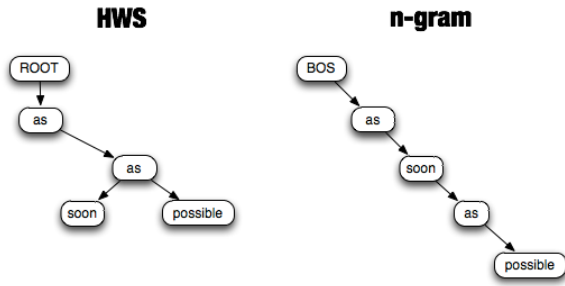 HWS
ROOT
as
as
soon
possible
n-gram
BOS
as
soon
as
possible